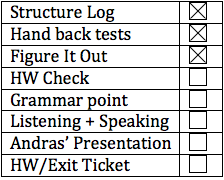 Structure Log
Hand back tests
Figure It Out
HW Check
Grammar point
Listening + Speaking
Andras’ Presentation
HW/Exit Ticket